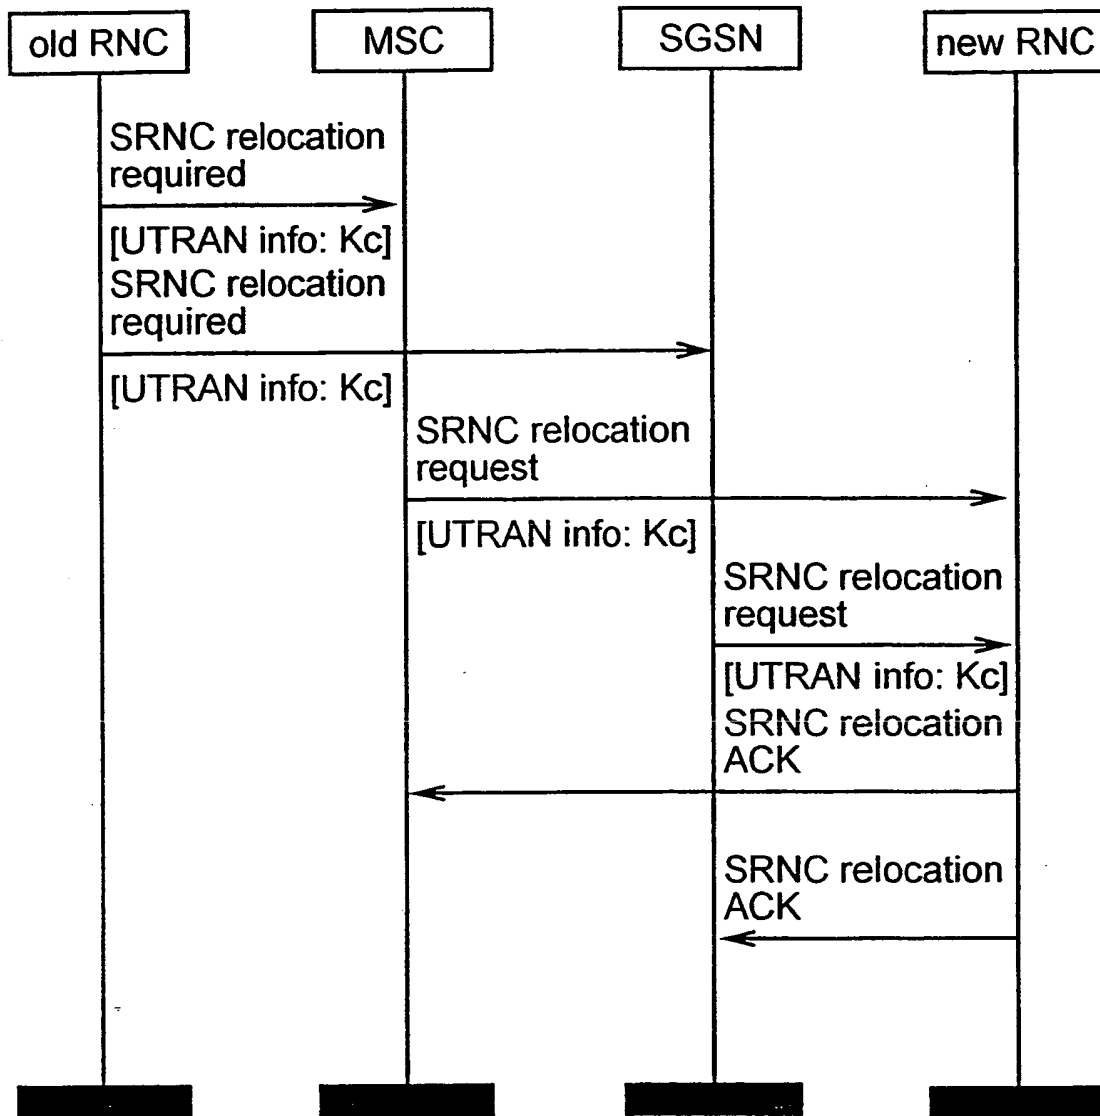 old RNC
MSC
SGSN
new RNC
SRNC relocation
required
[UTRAN info: Kc]
SRNC relocation
required
[UTRAN info: Kc]
SRNC relocation
request
[UTRAN info: Kc]
SRNC relocation
request
[UTRAN info: Kc]
SRNC relocation
ACK
SRNC relocation
ACK